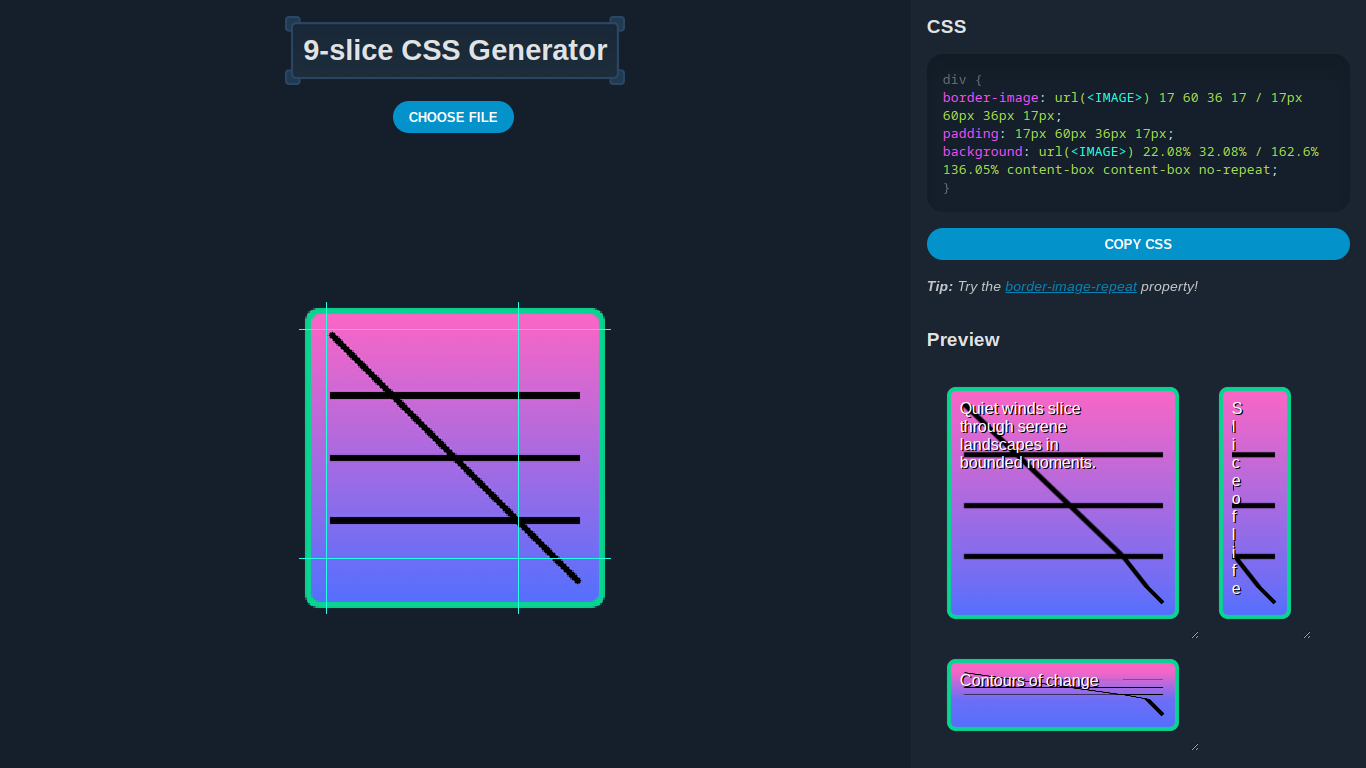 9-slice CSS Generator
CHOOSE FILE
CSS
div {
border-image: url(<IMAGE>) 17 60 36 17 / 17px
60px 36px 17px;
padding: 17px 60px 36px 17px;
background: url(<IMAGE>) 22.08% 32.08% / 162.6%
136.05% content-box content-box no-repeat;
}
COPY CSS
Tip: Try the border-image-repeat property!
Preview
Quiet winds slice
through serene
landscapes in
bounded moments.
S
l
i
c
e
o
f
l
i
f
e
Contours of change